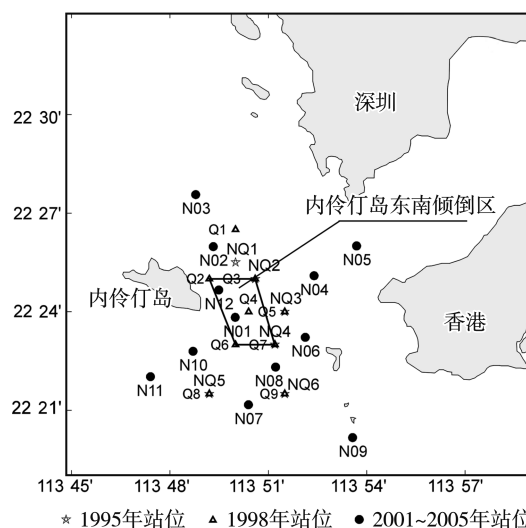 深圳
22 30'
内伶仃岛东南倾倒区
22 27'
N03
Q1
N02
NQ1
N05
Q2
Q3
NQ2
N04
内伶仃岛
N12
Q4
NQ3
22 24'
N01
Q5
NQ4
香港
Q6
Q7
N06
N10
N11
NQ5
N08
NQ6
Q8
Q9
22 21'
N07
N09
113 45'
113 48'
113 51'
113 54'
113 57'
1995年站位
1998年站位
2001~2005年站位